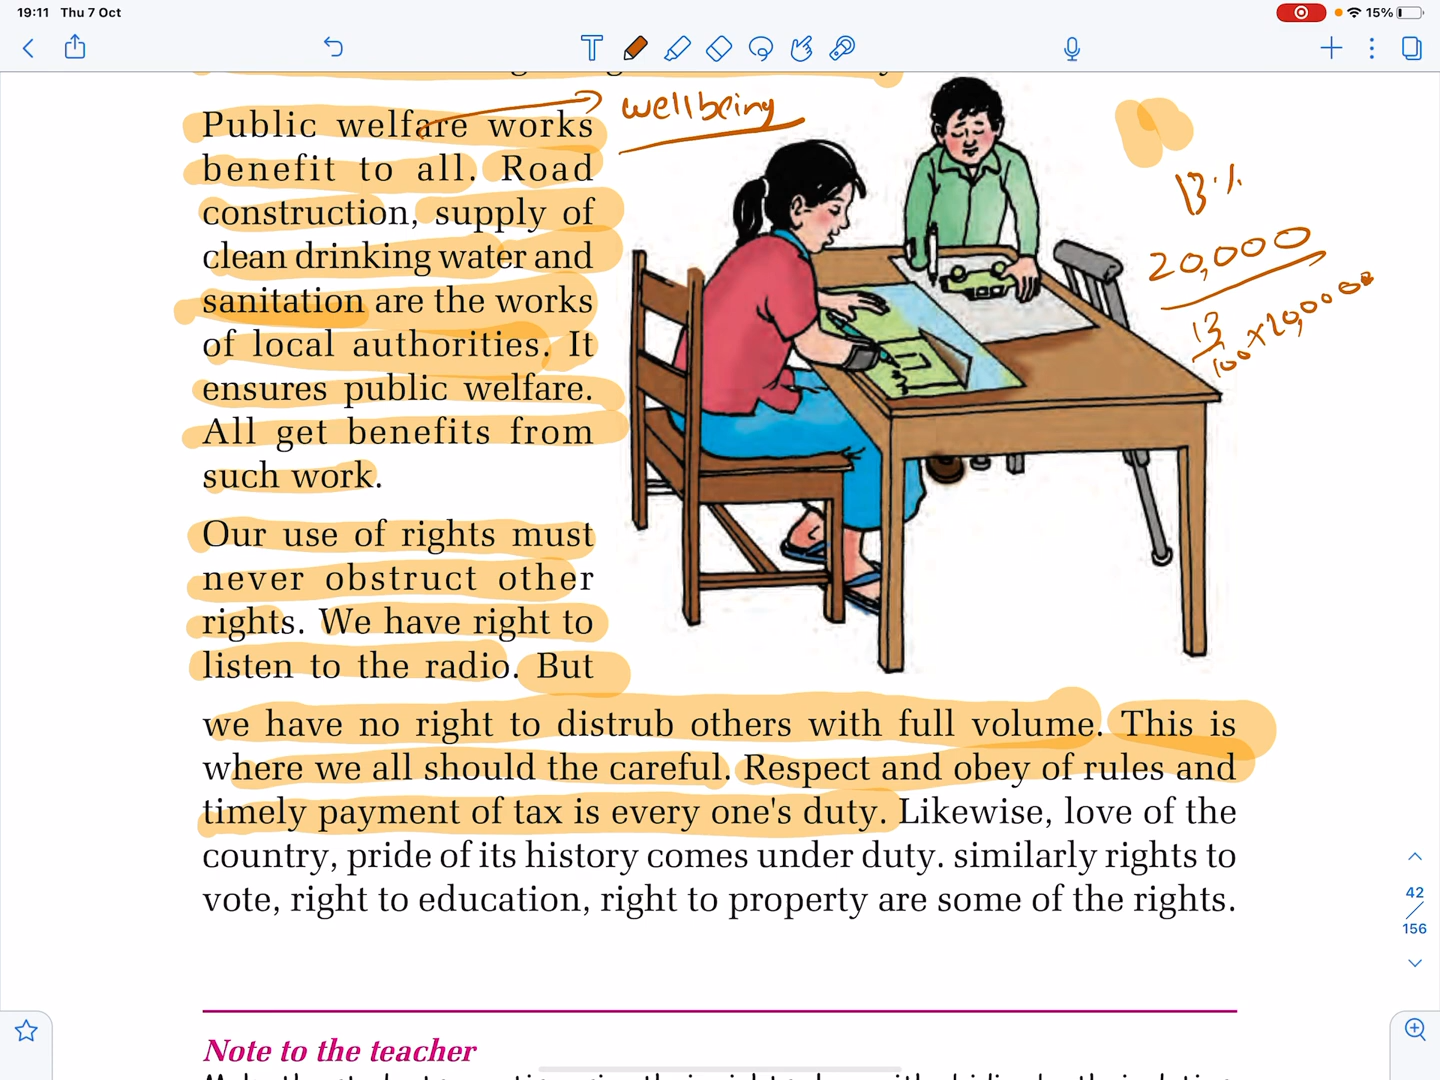 19:11 Thu 7 Oct
15%
Public welfare works
wellbeing
benefit to all. Road
construction, supply of
clean drinking water and
sanitation are the works
of local authorities. It
ensures public welfare.
All get benefits from
such work.
13%
20,000
13
100 × 20,000
Our use of rights must
never obstruct other
rights. We have right to
listen to the radio. But
we have no right to distrub others with full volume. This is
where we all should the careful. Respect and obey of rules and
timely payment of tax is every one's duty. Likewise, love of the
country, pride of its history comes under duty. similarly rights to
vote, right to education, right to property are some of the rights.
42
156
Note to the teacher